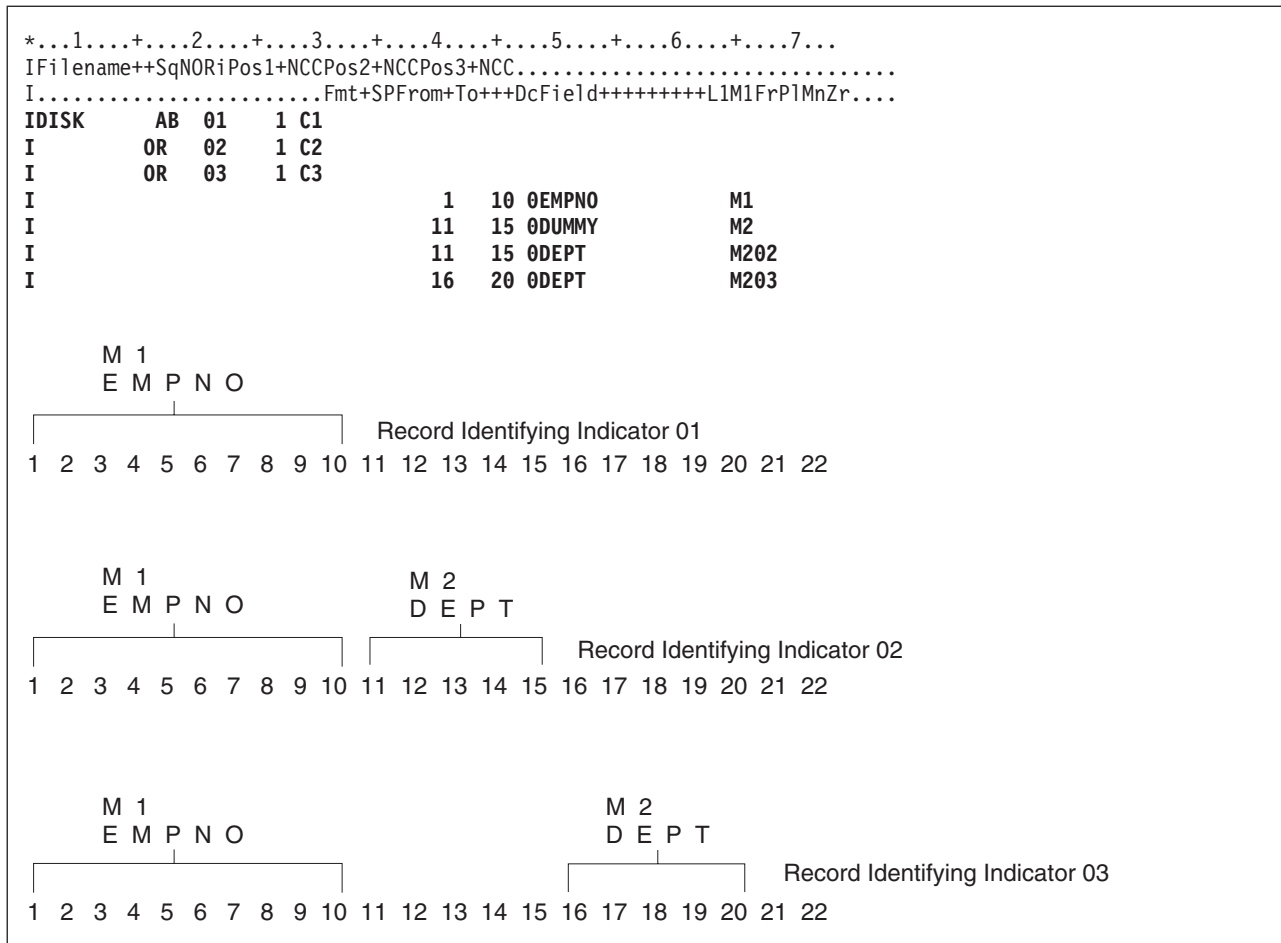 *...1....+....2....+....3....+....4....+....5....+....6....+....7...
IFilename++SqNORiPos1+NCCPos2+NCCPos3+NCC................................
I........................Fmt+SPFrom+To+++DcField+++++++++L1M1FrPlMnZr....
IDISK      AB  01    1 C1
I         OR   02    1 C2
I         OR   03    1 C3
I                                  1   10 0EMPNO           M1
I                                 11   15 0DUMMY           M2
I                                 11   15 0DEPT            M202
I                                 16   20 0DEPT            M203
M 1
E M P N O
Record Identifying Indicator 01
1 2 3 4 5 6 7 8 9 10 11 12 13 14 15 16 17 18 19 20 21 22
M 1 M 2
E M P N O D E P T
Record Identifying Indicator 02
1 2 3 4 5 6 7 8 9 10 11 12 13 14 15 16 17 18 19 20 21 22
M 1 M 2
E M P N O D E P T
Record Identifying Indicator 03
1 2 3 4 5 6 7 8 9 10 11 12 13 14 15 16 17 18 19 20 21 22